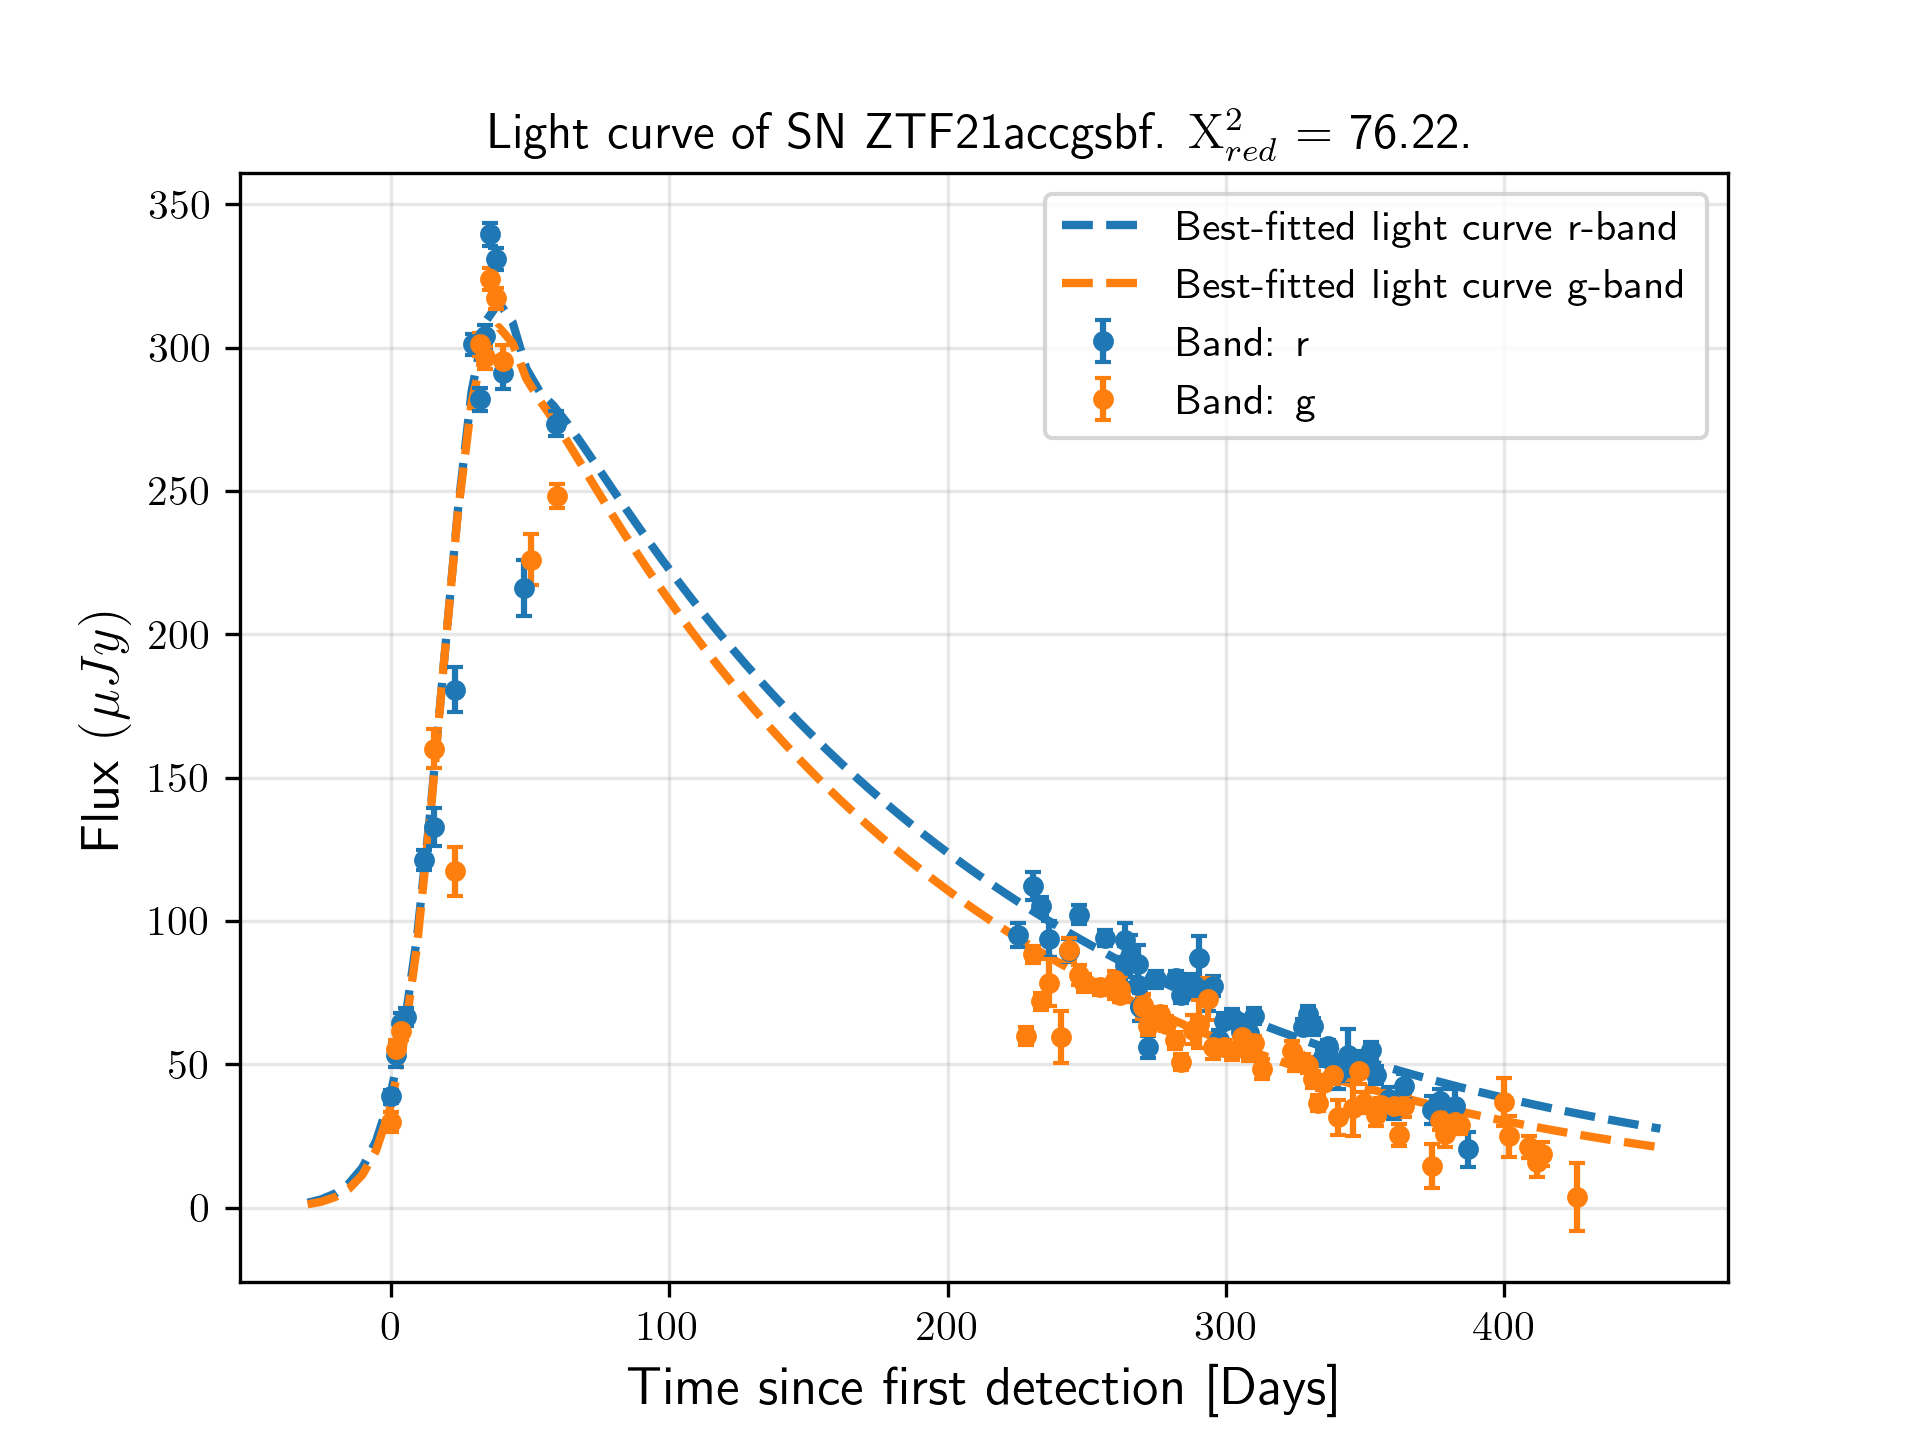 Light curve of SN ZTF21accgsbf. X²_red = 76.22.
350
300
250
200
150
100
50
0
Flux (μJy)
Best-fitted light curve r-band
Best-fitted light curve g-band
Band: r
Band: g
0 100 200 300 400
Time since first detection [Days]